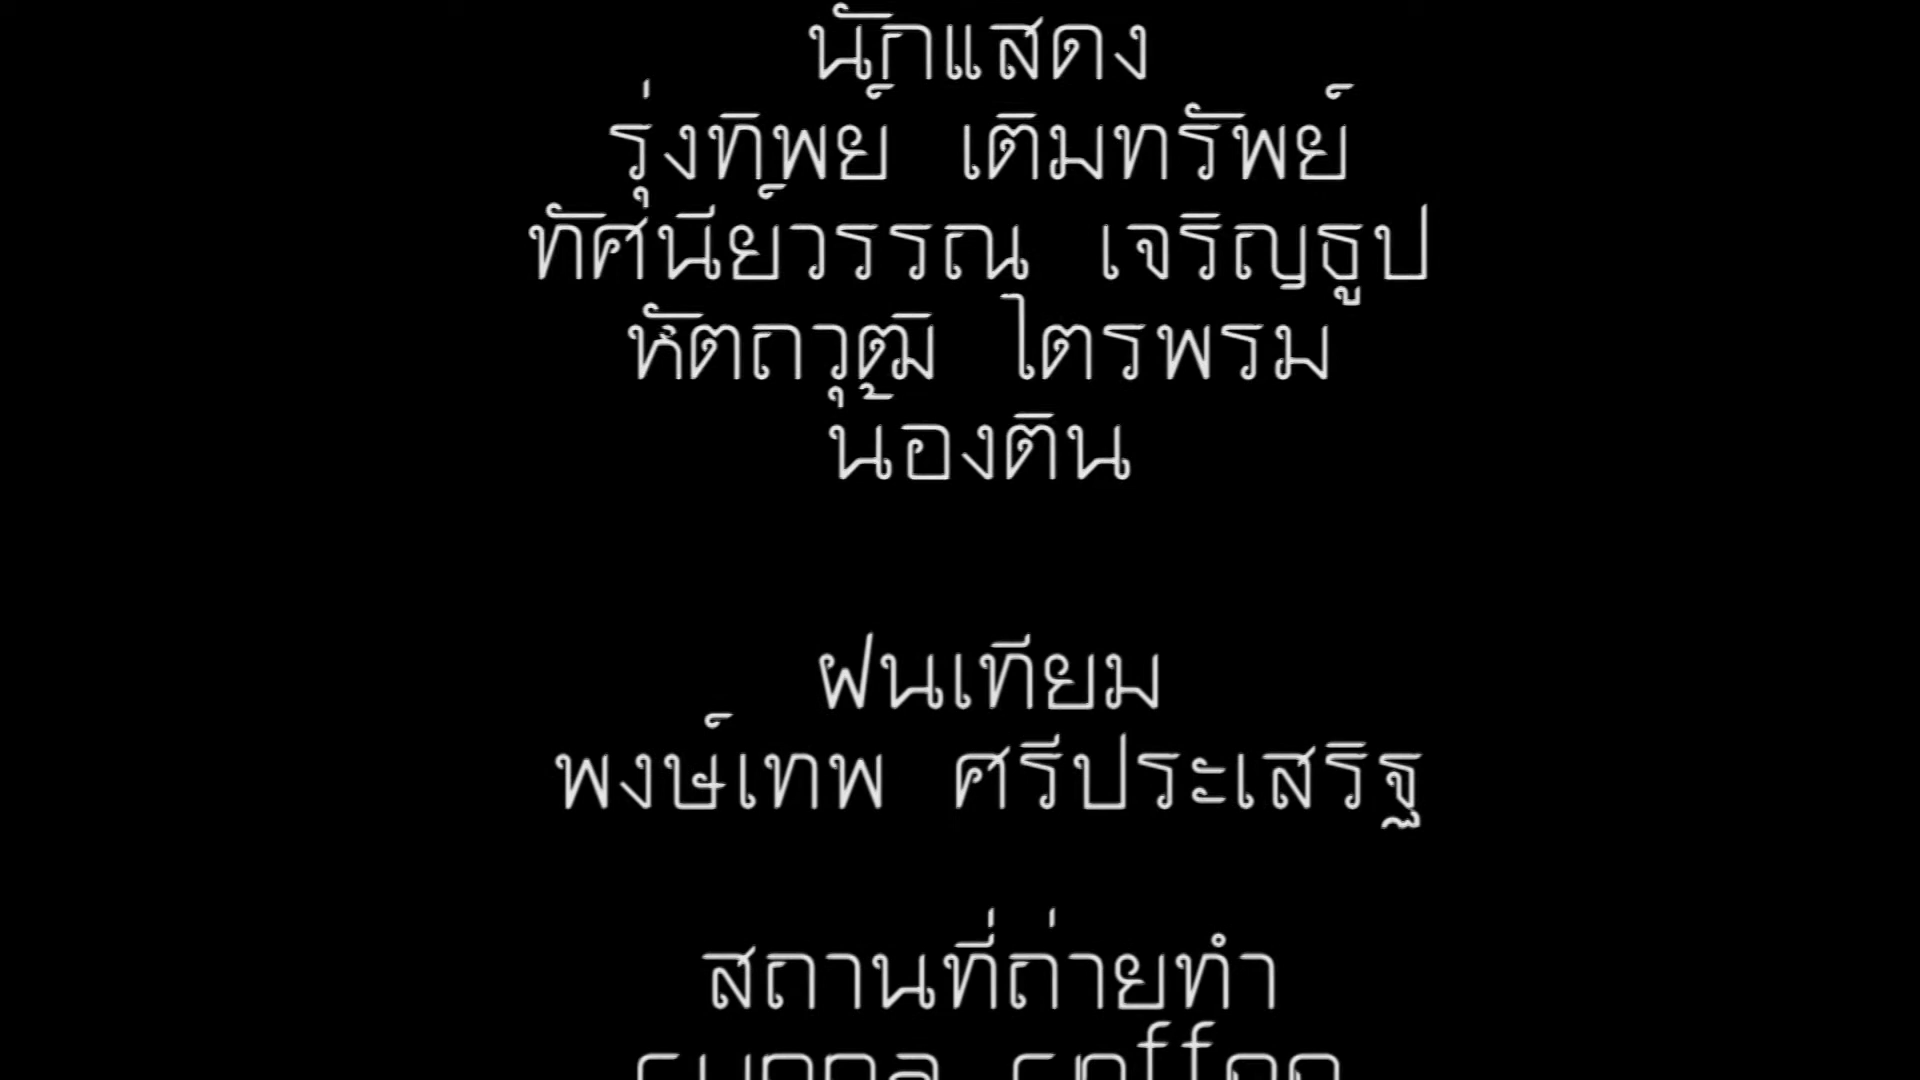 นักแสดง
รุ่งทิพย์ เติมทรัพย์
ทัศนีย์วรรณ เจริญธูป
หัตถวุฒิ ไตรพรม
น้องติน
ฝนเทียม
พงษ์เทพ ศรีประเสริฐ
สถานที่ถ่ายทำ
coffee